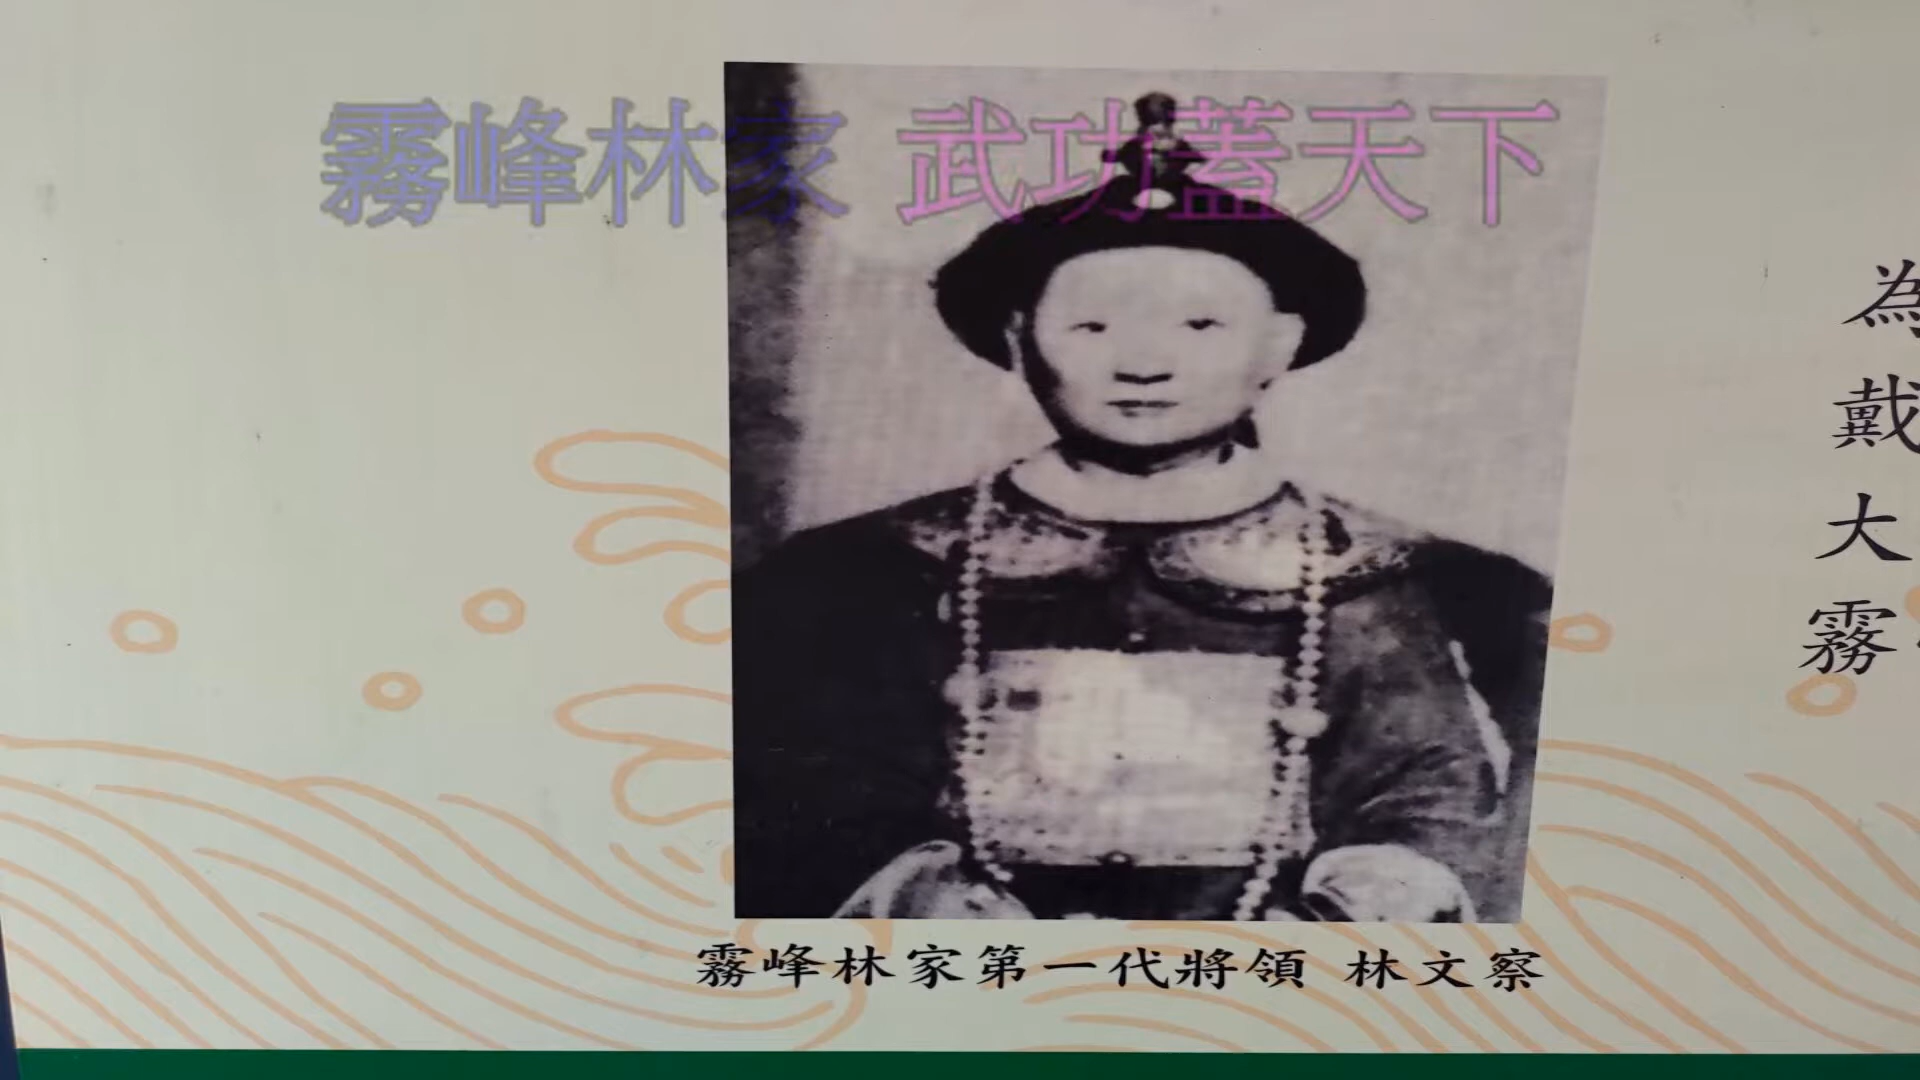 霧峰林家 武功蓋天下
為
戴
大
霧
霧峰林家第一代將領 林文察